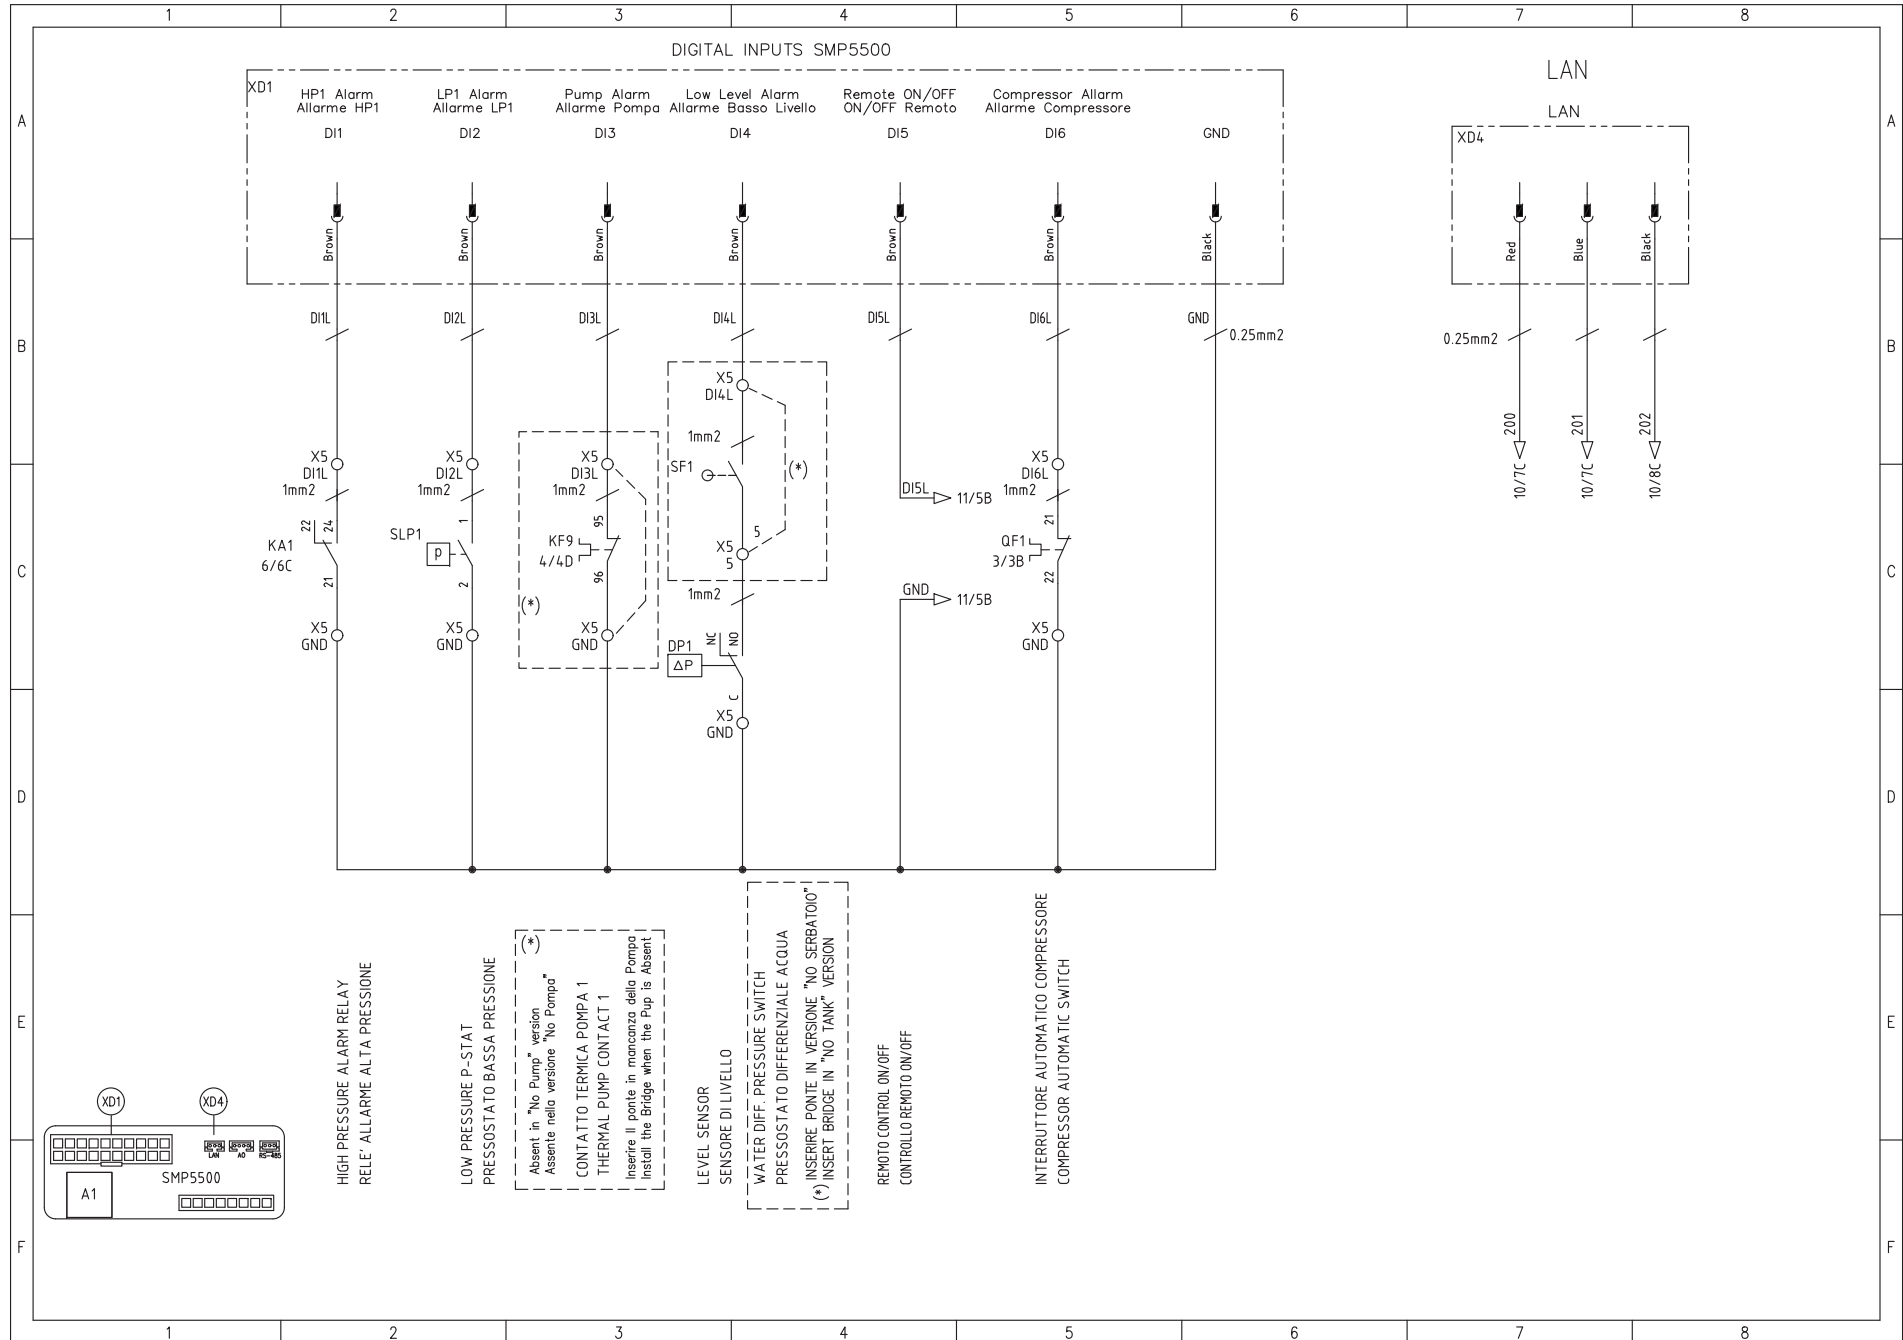 1 2 3 4 5 6 7 8
DIGITAL INPUTS SMP5500
LAN
XD1
HP1 Alarm
Allarme HP1
DI1
LP1 Alarm
Allarme LP1
DI2
Pump Alarm
Allarme Pompa
DI3
Low Level Alarm
Allarme Basso Livello
DI4
Remote ON/OFF
ON/OFF Remoto
DI5
Compressor Allarm
Allarme Compressore
DI6
GND
LAN
XD4
A
A
Brown
Brown
Brown
Brown
Brown
Brown
Black
Red
Blue
Black
DI1L
DI2L
DI3L
DI4L
DI5L
DI6L
GND
0.25mm2
0.25mm2
B
B
X5
DI4L
1mm2
SF1
(*)
5
X5
5
1mm2
200
201
202
10/7C
10/7C
10/8C
X5
DI1L
1mm2
22
24
KA1
6/6C
21
X5
GND
X5
DI2L
1mm2
1
SLP1
P
2
X5
GND
X5
DI3L
1mm2
95
KF9
4/4D
96
(*)
X5
GND
DP1
ΔP
NC
NO
C
X5
GND
DI5L
11/5B
GND
11/5B
X5
DI6L
1mm2
21
QF1
3/3B
22
X5
GND
C
C
D
D
HIGH PRESSURE ALARM RELAY
RELE' ALLARME ALTA PRESSIONE
LOW PRESSURE P-STAT
PRESSOSTATO BASSA PRESSIONE
(*)
Absent in "No Pump" version
Assente nella versione "No Pompa"
CONTATTO TERMICA POMPA 1
THERMAL PUMP CONTACT 1
Inserire Il ponte in mancanza della Pompa
Install the Bridge when the Pup is Absent
LEVEL SENSOR
SENSORE DI LIVELLO
WATER DIFF. PRESSURE SWITCH
PRESSOSTATO DIFFERENZIALE ACQUA
INSERIRE PONTE IN VERSIONE "NO SERBATOIO"
(*) INSERT BRIDGE IN "NO TANK" VERSION
REMOTO CONTROL ON/OFF
CONTROLLO REMOTO ON/OFF
INTERRUTTORE AUTOMATICO COMPRESSORE
COMPRESSOR AUTOMATIC SWITCH
E
E
XD1
XD4
LAN
AO
RS-485
SMP5500
A1
F
F
1 2 3 4 5 6 7 8